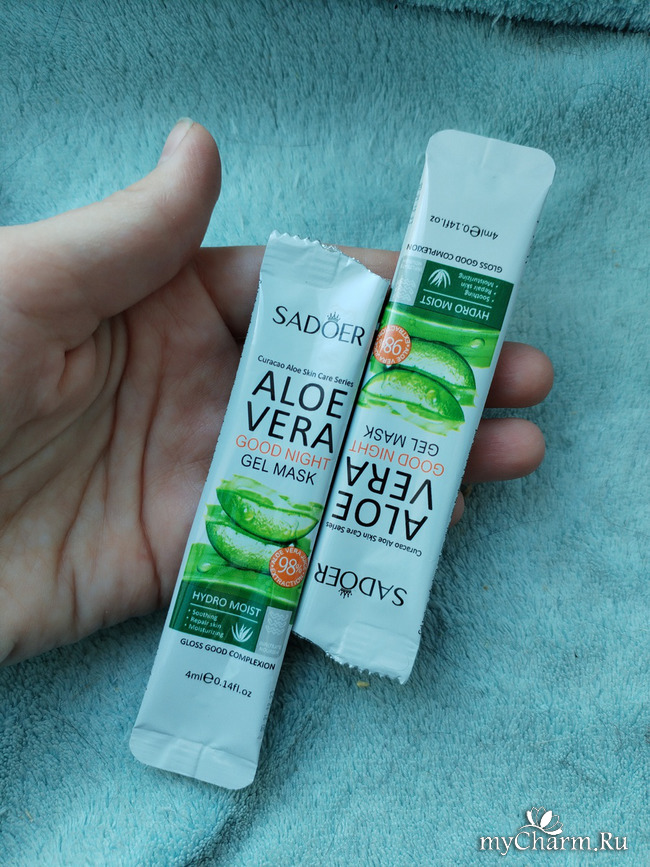 SADOER
Curacao Aloe Skin Care Series
ALOE
VERA
GOOD NIGHT
GEL MASK
98%
HYDRO MOIST
• Soothing
• Repair skin
• Moisturizing
GLOSS GOOD COMPLEXION
4ml℮0.14fl.oz
SADOER
Curacao Aloe Skin Care Series
ALOE
VERA
GOOD NIGHT
GEL MASK
98%
HYDRO MOIST
• Soothing
• Repair skin
• Moisturizing
GLOSS GOOD COMPLEXION
4ml℮0.14fl.oz
myCharm.Ru